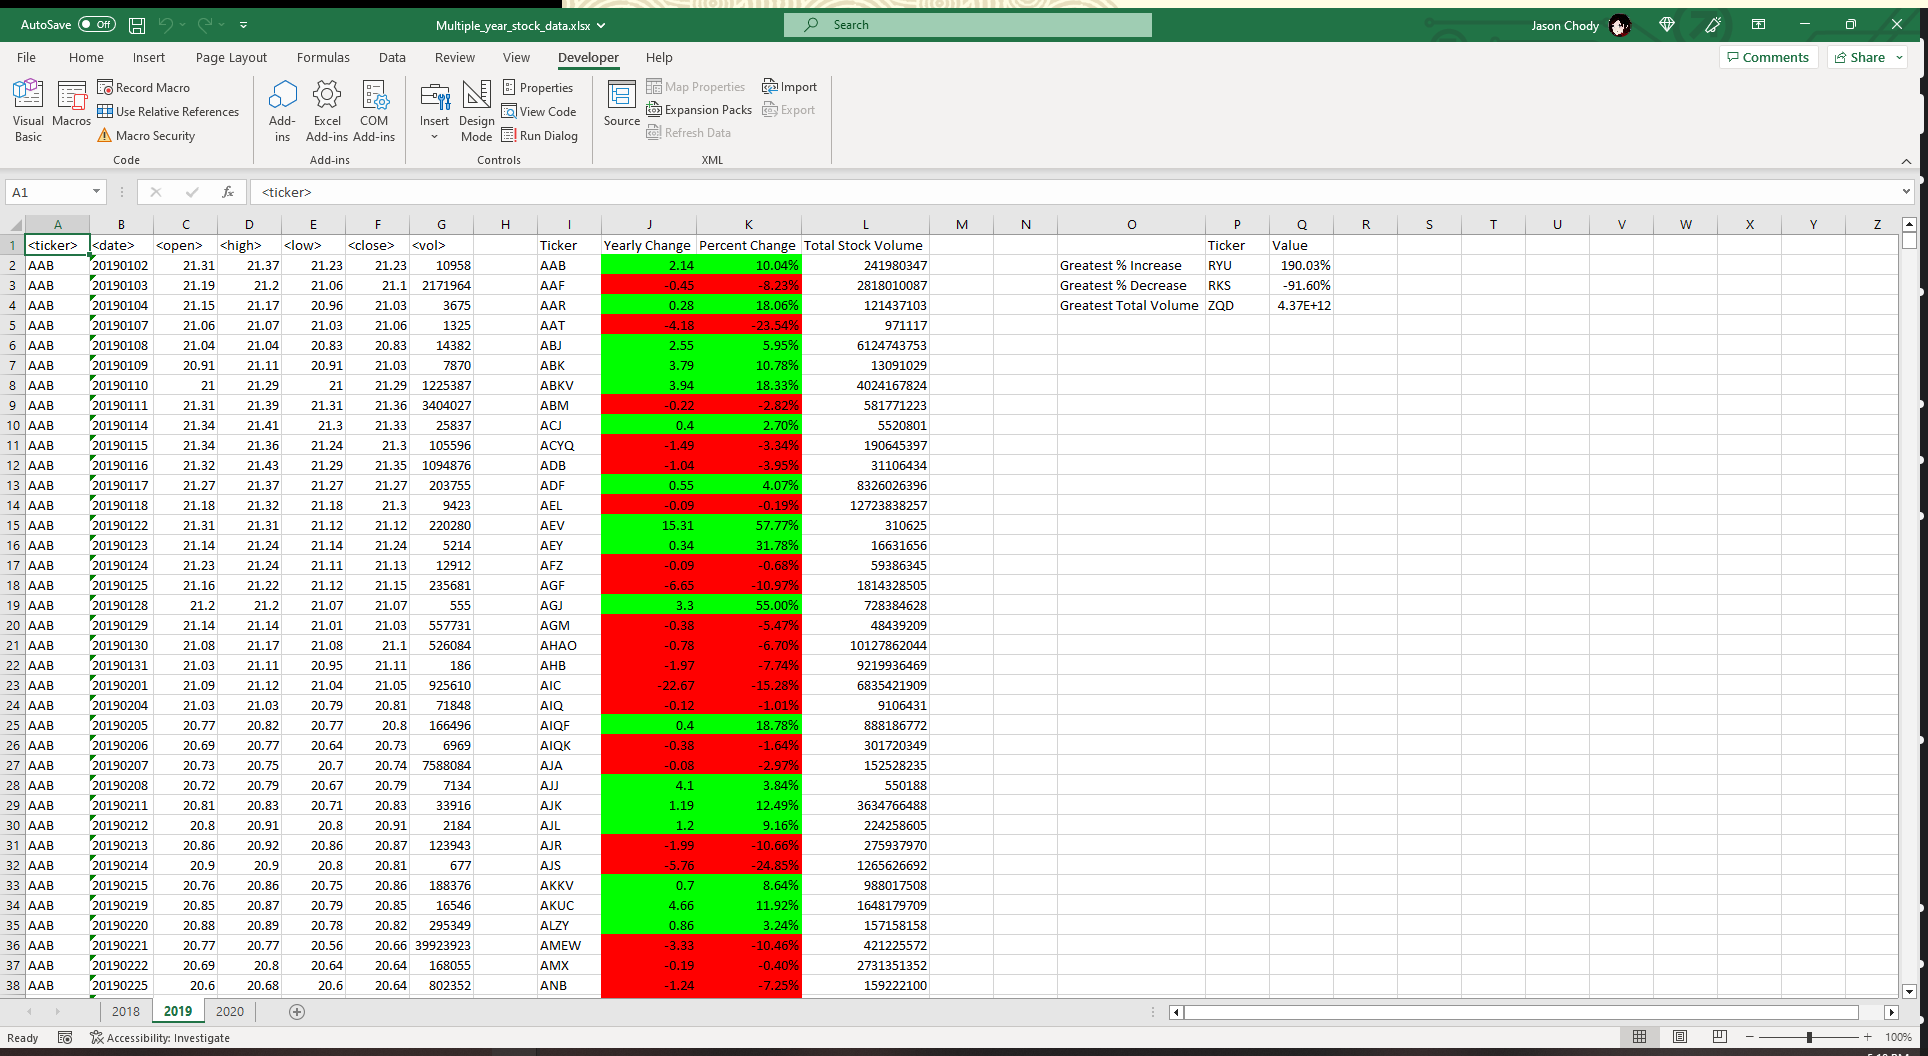 AutoSave Off Multiple_year_stock_data.xlsx Search Jason Chody
File Home Insert Page Layout Formulas Data Review View Developer Help Comments Share
Visual Basic Macros Record Macro Use Relative References Macro Security Code
Add-ins Excel Add-ins COM Add-ins Add-ins
Insert Design Mode Properties View Code Run Dialog Controls
Source Map Properties Expansion Packs Refresh Data Import Export XML
A1 fx <ticker>
A B C D E F G H I J K L M N O P Q R S T U V W X Y Z
1 <ticker> <date> <open> <high> <low> <close> <vol> Ticker Yearly Change Percent Change Total Stock Volume Ticker Value
2 AAB 20190102 21.31 21.37 21.23 21.23 10958 AAB 2.14 10.04% 241980347 Greatest % Increase RYU 190.03%
3 AAB 20190103 21.19 21.2 21.06 21.1 2171964 AAF -0.45 -8.23% 2818010087 Greatest % Decrease RKS -91.60%
4 AAB 20190104 21.15 21.17 20.96 21.03 3675 AAR 0.28 18.06% 121437103 Greatest Total Volume ZQD 4.37E+12
5 AAB 20190107 21.06 21.07 21.03 21.06 1325 AAT -4.18 -23.54% 971117
6 AAB 20190108 21.04 21.04 20.83 20.83 14382 ABJ 2.55 5.95% 6124743753
7 AAB 20190109 20.91 21.11 20.91 21.03 7870 ABK 3.79 10.78% 13091029
8 AAB 20190110 21 21.29 21 21.29 1225387 ABKV 3.94 18.33% 4024167824
9 AAB 20190111 21.31 21.39 21.31 21.36 3404027 ABM -0.22 -2.82% 581771223
10 AAB 20190114 21.34 21.41 21.3 21.33 25837 ACJ 0.4 2.70% 5520801
11 AAB 20190115 21.34 21.36 21.24 21.3 105596 ACYQ -1.49 -3.34% 190645397
12 AAB 20190116 21.32 21.43 21.29 21.35 1094876 ADB -1.04 -3.95% 31106434
13 AAB 20190117 21.27 21.37 21.27 21.27 203755 ADF 0.55 4.07% 8326026396
14 AAB 20190118 21.18 21.32 21.18 21.3 9423 AEL -0.09 -0.19% 12723838257
15 AAB 20190122 21.31 21.31 21.12 21.12 220280 AEV 15.31 57.77% 310625
16 AAB 20190123 21.14 21.24 21.14 21.24 5214 AEY 0.34 31.78% 16631656
17 AAB 20190124 21.23 21.24 21.11 21.13 12912 AFZ -0.09 -0.68% 59386345
18 AAB 20190125 21.16 21.22 21.12 21.15 235681 AGF -6.65 -10.97% 1814328505
19 AAB 20190128 21.2 21.2 21.07 21.07 555 AGJ 3.3 55.00% 728384628
20 AAB 20190129 21.14 21.14 21.01 21.03 557731 AGM -0.38 -5.47% 48439209
21 AAB 20190130 21.08 21.17 21.08 21.1 526084 AHAO -0.78 -6.70% 10127862044
22 AAB 20190131 21.03 21.11 20.95 21.11 186 AHB -1.97 -7.74% 9219936469
23 AAB 20190201 21.09 21.12 21.04 21.05 925610 AIC -22.67 -15.28% 6835421909
24 AAB 20190204 21.03 21.03 20.79 20.81 71848 AIQ -0.12 -1.01% 9106431
25 AAB 20190205 20.77 20.82 20.77 20.8 166496 AIQF 0.4 18.78% 888186772
26 AAB 20190206 20.69 20.77 20.64 20.73 6969 AIQK -0.38 -1.64% 301720349
27 AAB 20190207 20.73 20.75 20.7 20.74 7588084 AJA -0.08 -2.97% 152528235
28 AAB 20190208 20.72 20.79 20.67 20.79 7134 AJJ 4.1 3.84% 550188
29 AAB 20190211 20.81 20.83 20.71 20.83 33916 AJK 1.19 12.49% 3634766488
30 AAB 20190212 20.8 20.91 20.8 20.91 2184 AJL 1.2 9.16% 224258605
31 AAB 20190213 20.86 20.92 20.86 20.87 123943 AJR -1.99 -10.66% 275937970
32 AAB 20190214 20.9 20.9 20.8 20.81 677 AJS -5.76 -24.85% 1265626692
33 AAB 20190215 20.76 20.86 20.75 20.86 188376 AKKV 0.7 8.64% 988017508
34 AAB 20190219 20.85 20.87 20.79 20.85 16546 AKUC 4.66 11.92% 1648179709
35 AAB 20190220 20.88 20.89 20.78 20.82 295349 ALZY 0.86 3.24% 157158158
36 AAB 20190221 20.77 20.77 20.56 20.66 39923923 AMEW -3.33 -10.46% 421225572
37 AAB 20190222 20.69 20.8 20.64 20.64 168055 AMX -0.19 -0.40% 2731351352
38 AAB 20190225 20.6 20.68 20.6 20.64 802352 ANB -1.24 -7.25% 159222100
2018 2019 2020
Ready Accessibility: Investigate 100%